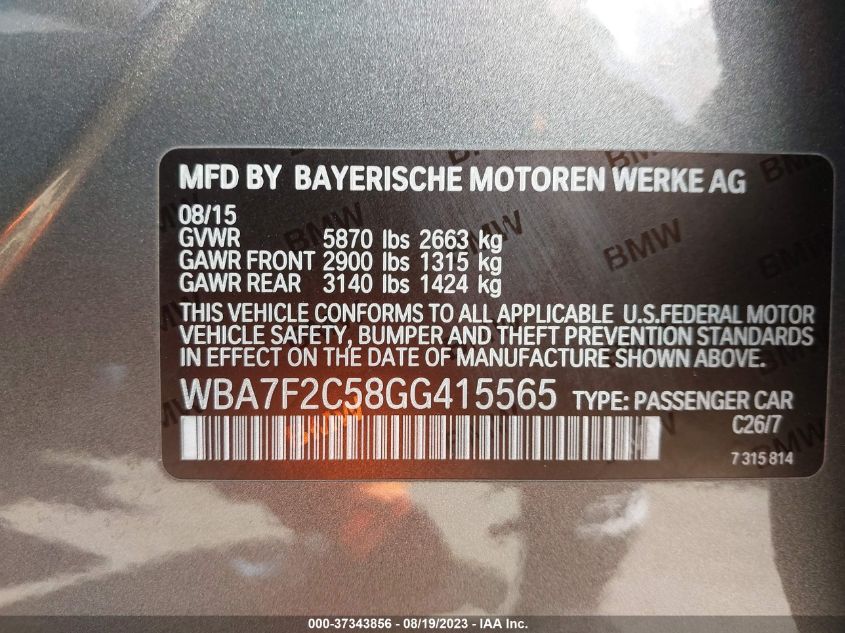 MFD BY BAYERISCHE MOTOREN WERKE AG
08/15
GVWR 5870 lbs 2663 kg
GAWR FRONT 2900 lbs 1315 kg
GAWR REAR 3140 lbs 1424 kg
THIS VEHICLE CONFORMS TO ALL APPLICABLE U.S.FEDERAL MOTOR
VEHICLE SAFETY, BUMPER AND THEFT PREVENTION STANDARDS
IN EFFECT ON THE DATE OF MANUFACTURE SHOWN ABOVE.
WBA7F2C58GG415565 TYPE: PASSENGER CAR
C26/7
7 315 814
000-37343856 - 08/19/2023 - IAA Inc.